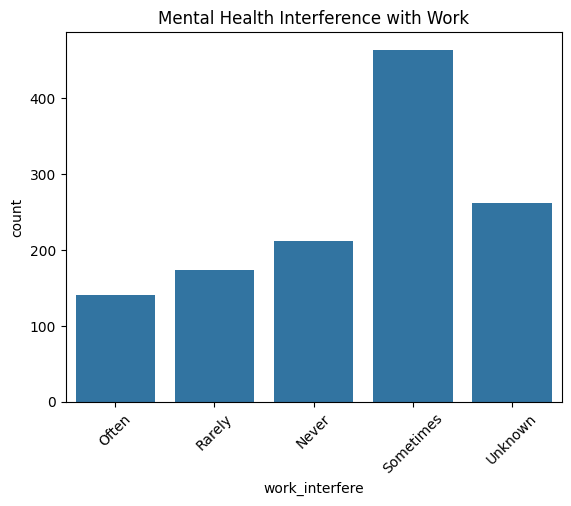 Mental Health Interference with Work
count
400
300
200
100
0
Often
Rarely
Never
Sometimes
Unknown
work_interfere